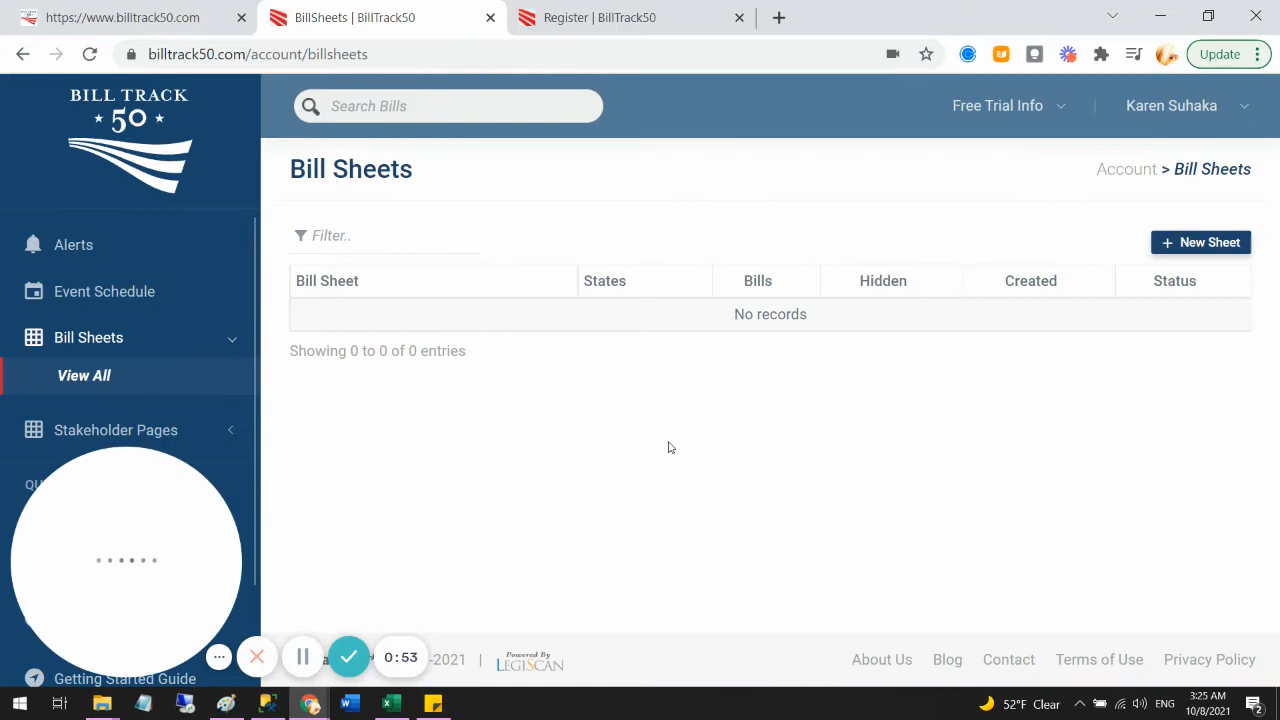 https://www.billtrack50.com
BillSheets | BillTrack50
Register | BillTrack50
billtrack50.com/account/billsheets
Update
BILL TRACK
50
Search Bills
Free Trial Info
Karen Suhaka
Bill Sheets
Account > Bill Sheets
Alerts
Event Schedule
Bill Sheets
View All
Stakeholder Pages
Filter..
+ New Sheet
Bill Sheet
States
Bills
Hidden
Created
Status
No records
Showing 0 to 0 of 0 entries
0:53
-2021 |
Powered By
LEGISCAN
About Us
Blog
Contact
Terms of Use
Privacy Policy
Getting Started Guide
52°F Clear
ENG
3:25 AM
10/8/2021
2